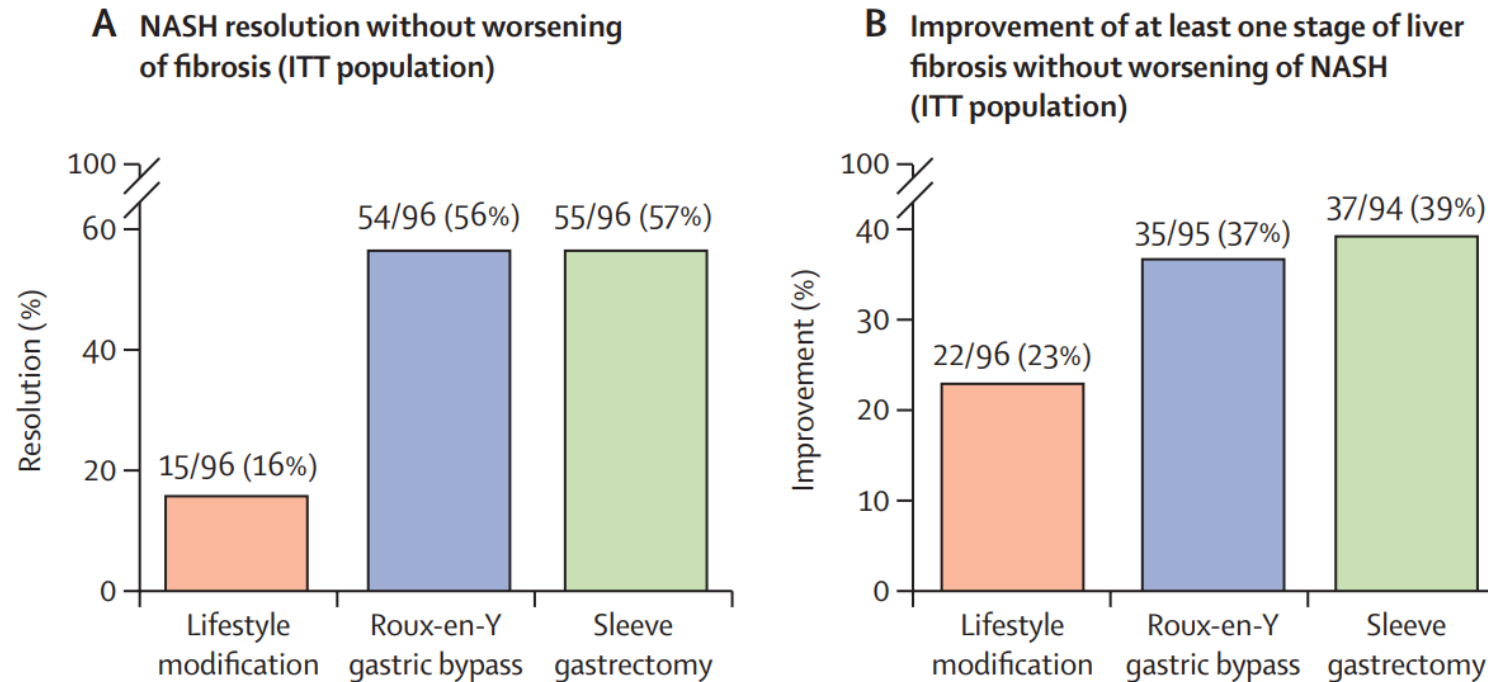 A NASH resolution without worsening
of fibrosis (ITT population)
100
60
40
20
0
Resolution (%)
15/96 (16%)
54/96 (56%)
55/96 (57%)
Lifestyle
modification
Roux-en-Y
gastric bypass
Sleeve
gastrectomy
B Improvement of at least one stage of liver
fibrosis without worsening of NASH
(ITT population)
100
40
30
20
10
0
Improvement (%)
22/96 (23%)
35/95 (37%)
37/94 (39%)
Lifestyle
modification
Roux-en-Y
gastric bypass
Sleeve
gastrectomy